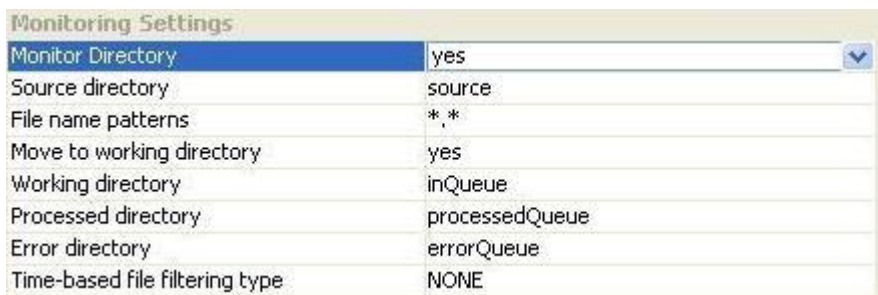 Monitoring Settings
Monitor Directory yes
Source directory source
File name patterns *.*
Move to working directory yes
Working directory inQueue
Processed directory processedQueue
Error directory errorQueue
Time-based file filtering type NONE